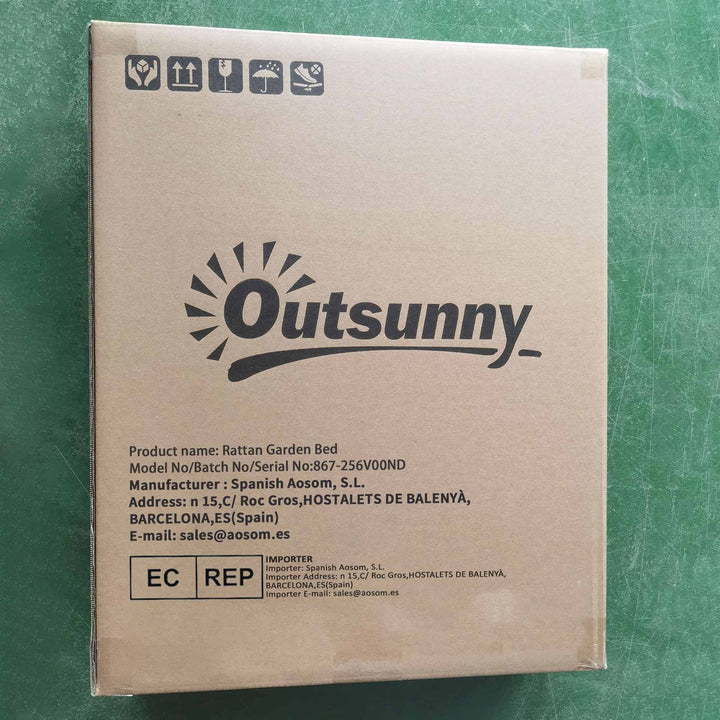 Outsunny
Product name: Rattan Garden Bed
Model No/Batch No/Serial No:867-256V00ND
Manufacturer : Spanish Aosom, S.L.
Address: n 15,C/ Roc Gros,HOSTALETS DE BALENYÀ,
BARCELONA,ES(Spain)
E-mail: sales@aosom.es
EC REP
IMPORTER
Importer: Spanish Aosom, S.L.
Importer Address: n 15,C/ Roc Gros,HOSTALETS DE BALENYÀ,
BARCELONA,ES(Spain)
Importer E-mail: sales@aosom.es